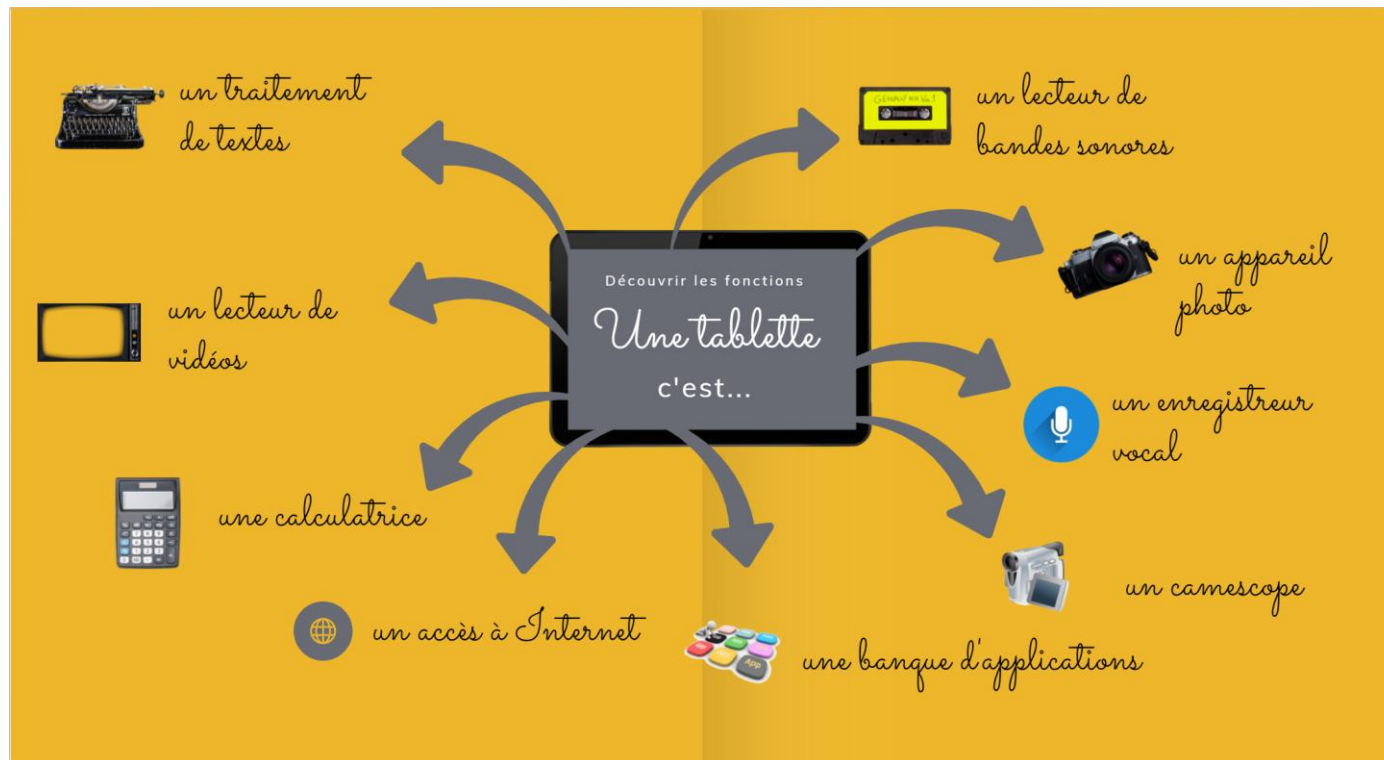 Découvrir les fonctions
Une tablette
c'est...
un traitement
de textes
un lecteur de
vidéos
une calculatrice
un accès à Internet
une banque d'applications
APP
un camescope
un enregistreur
vocal
un appareil
photo
un lecteur de
bandes sonores